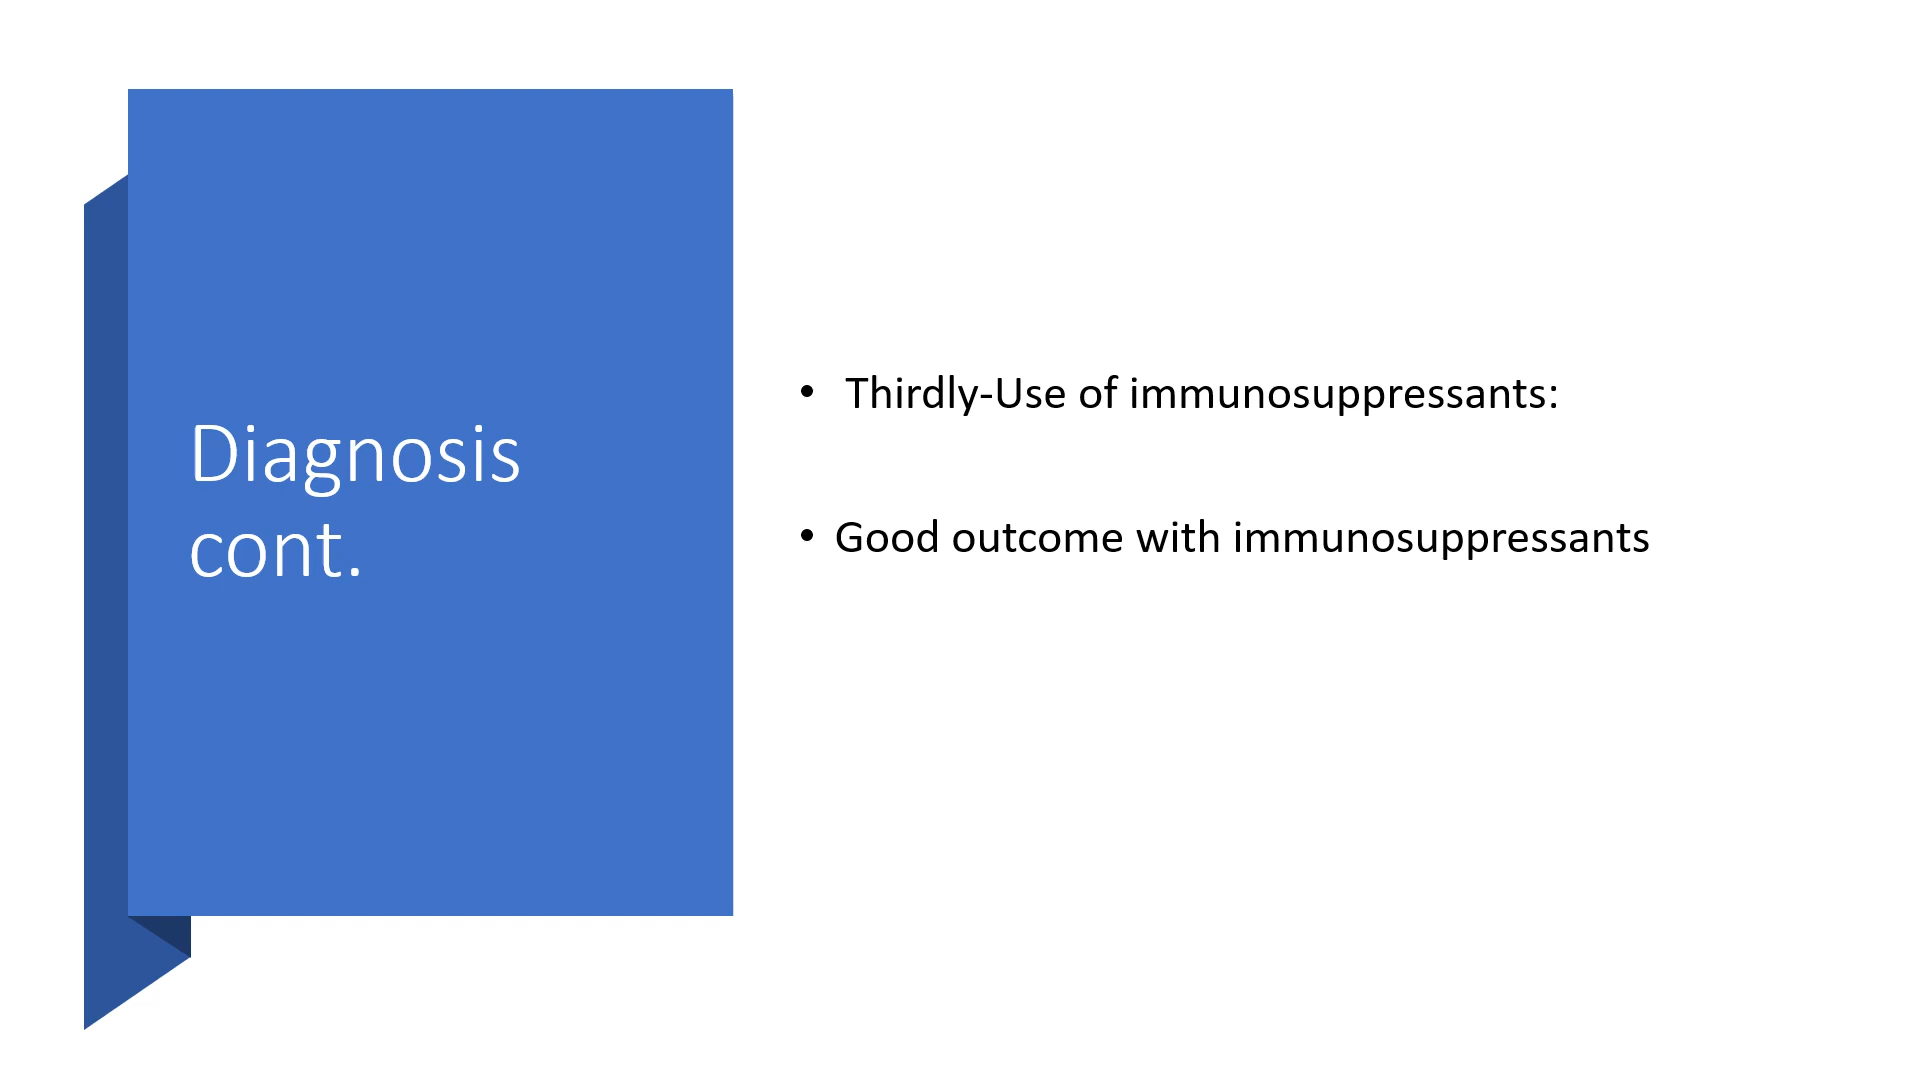 Diagnosis
cont.
• Thirdly-Use of immunosuppressants:
• Good outcome with immunosuppressants